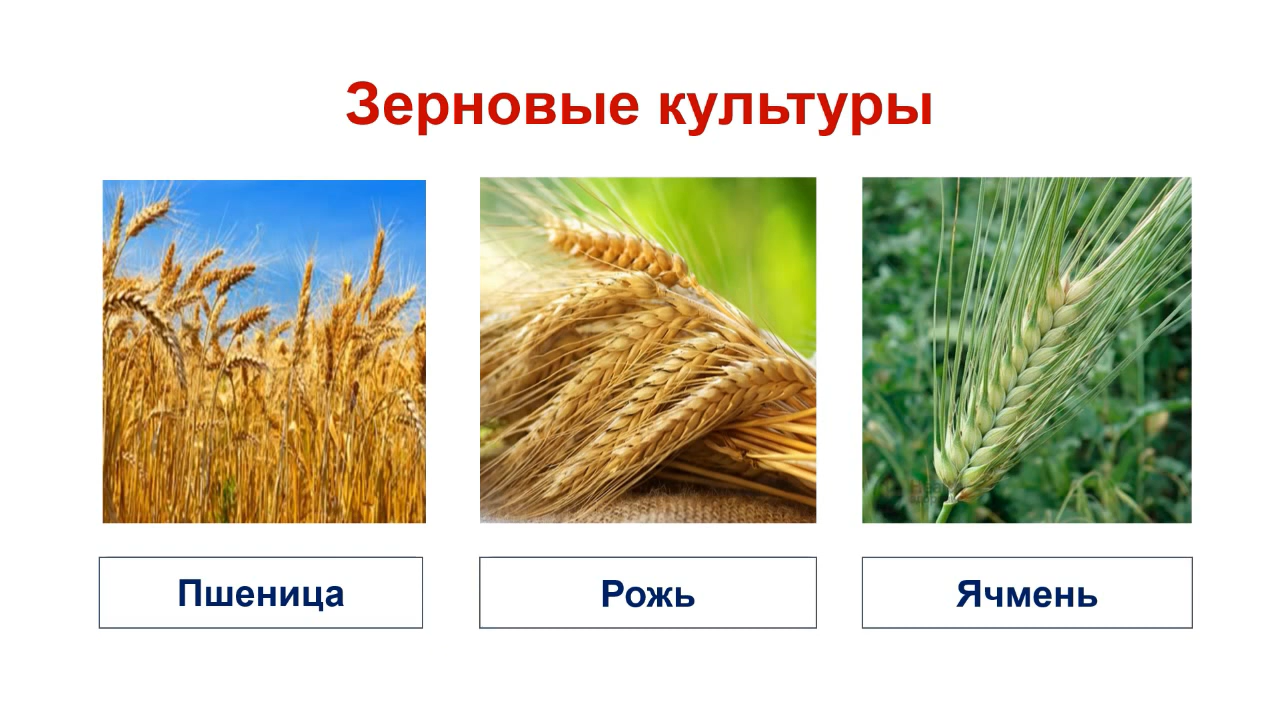 Зерновые культуры
Пшеница
Рожь
Ячмень